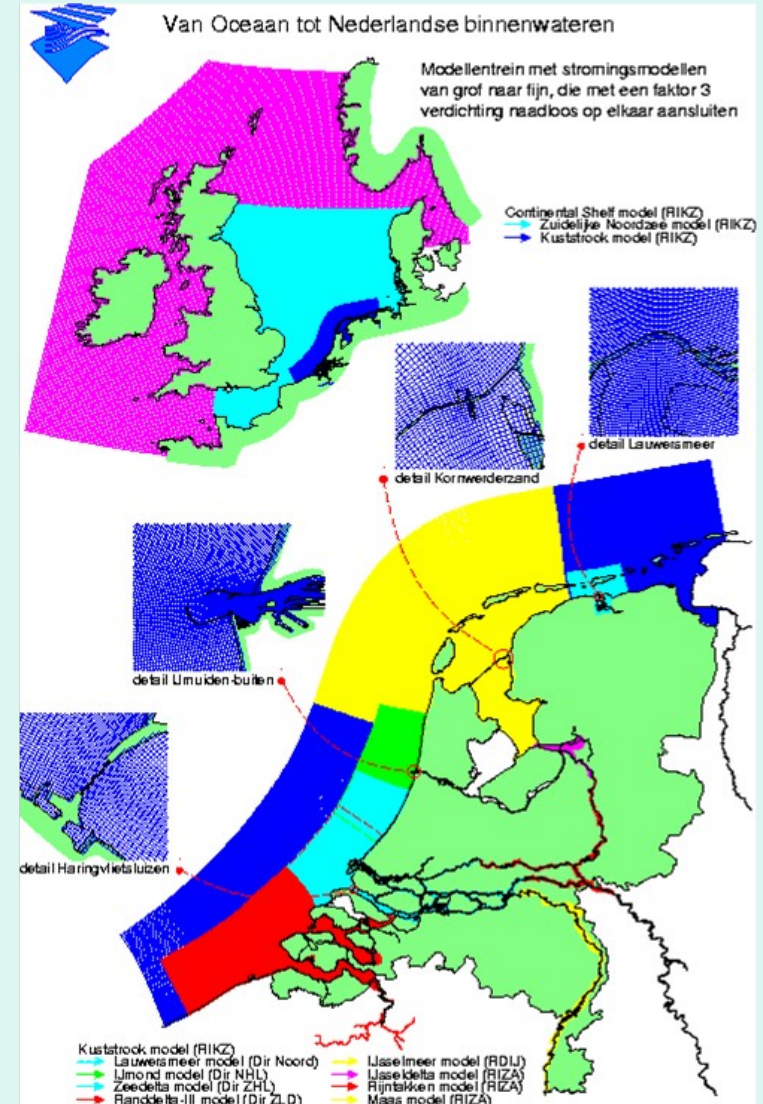 Van Oceaan tot Nederlandse binnenwateren
Modellentrein met stromingsmodellen
van grof naar fijn, die met een faktor 3
verdichting naadloos op elkaar aansluiten
Continental Shelf model (RIKZ)
Zuidelijke Noordzee model (RIKZ)
Kuststrook model (RIKZ)
detail Lauwersmeer
detail Kornwerderzand
detail IJmuiden-buiten
detail Haringvlietsluizen
Kuststrook model (RIKZ)
Lauwersmeer model (Dir Noord)
IJmond model (Dir NHL)
Zeedelta model (Dir ZHL)
Randdelta-III model (Dir ZLD)
IJsselmeer model (RDIJ)
IJsseldelta model (RIZA)
Rijntakken model (RIZA)
Maas model (RIZA)